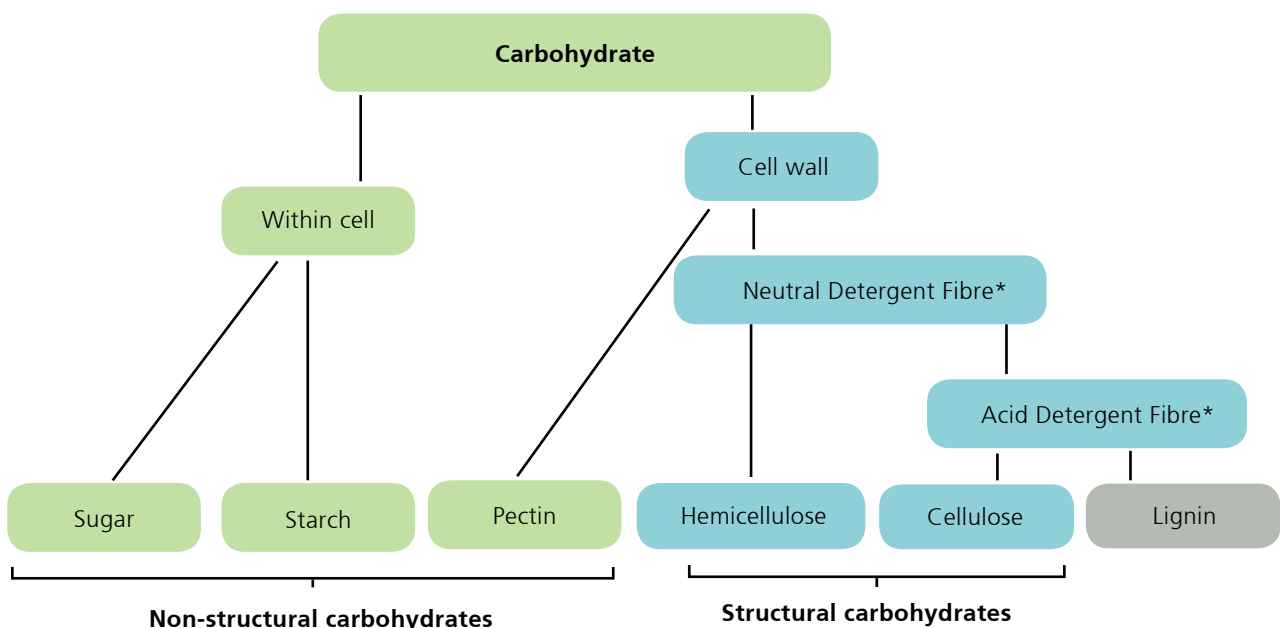 Carbohydrate
Cell wall
Within cell
Neutral Detergent Fibre*
Acid Detergent Fibre*
Sugar
Starch
Pectin
Hemicellulose
Cellulose
Lignin
Non-structural carbohydrates
Structural carbohydrates